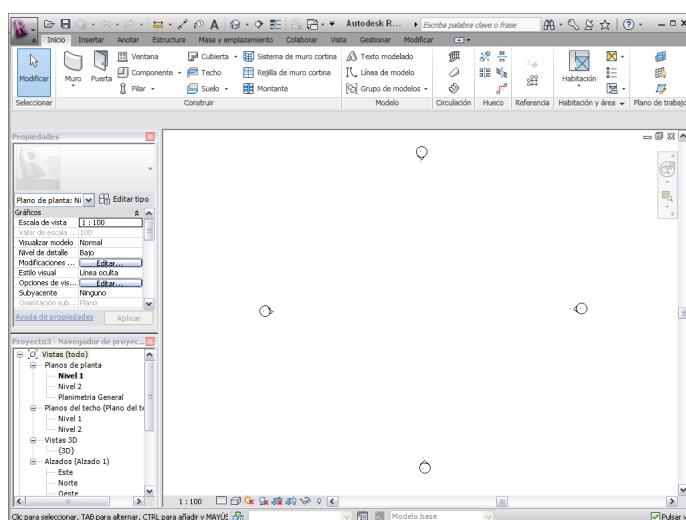 Autodesk R... Escriba palabra clave o frase
Inicio Insertar Anotar Estructura Masa y emplazamiento Colaborar Vista Gestionar Modificar
Modificar
Muro
Puerta
Ventana
Componente
Pilar
Cubierta
Techo
Suelo
Sistema de muro cortina
Rejilla de muro cortina
Montante
Texto modelado
Línea de modelo
Grupo de modelos
Habitación
Seleccionar Construir Modelo Circulación Hueco Referencia Habitación y área Plano de trabajo
Propiedades
Plano de planta: Ni Editar tipo
Gráficos
Escala de vista 1 : 100
Valor de escala ... 100
Visualizar modelo Normal
Nivel de detalle Bajo
Modificaciones ... Editar...
Estilo visual Línea oculta
Opciones de vis... Editar...
Subyacente Ninguno
Orientación sub... Plano
Ayuda de propiedades Aplicar
Proyecto3 - Navegador de proyec...
Vistas (todo)
Planos de planta
Nivel 1
Nivel 2
Planimetria General
Planos del techo (Plano del te
Nivel 1
Nivel 2
Vistas 3D
{3D}
Alzados (Alzado 1)
Este
Norte
Oeste
1 : 100
Clic para seleccionar, TAB para alternar, CTRL para añadir y MAYÚS
Modelo base
Pulsar y